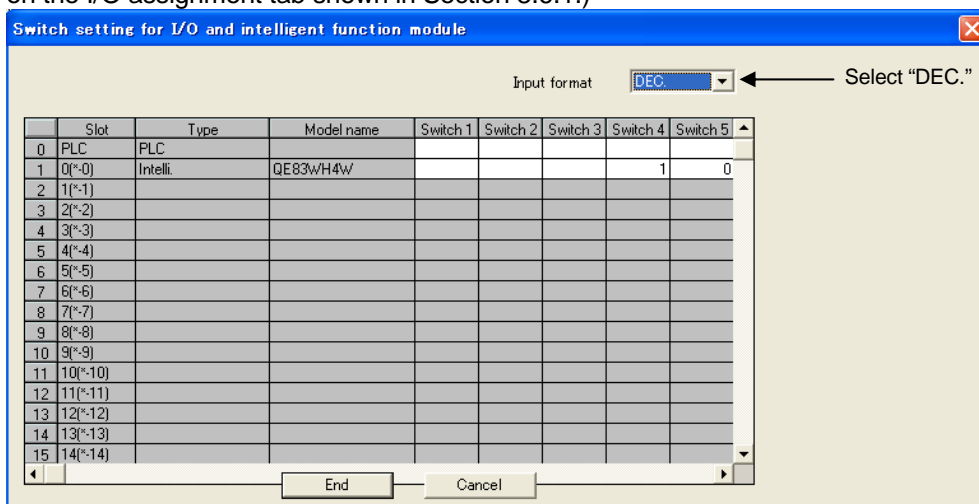 on the I/O assignment tab shown in Section 8.6.1.)
Switch setting for I/O and intelligent function module
Input format DEC. Select “DEC.”
Slot Type Model name Switch 1 Switch 2 Switch 3 Switch 4 Switch 5
0 PLC PLC
1 0(*-0) Intelli. QE83WH4W 1 0
2 1(*-1)
3 2(*-2)
4 3(*-3)
5 4(*-4)
6 5(*-5)
7 6(*-6)
8 7(*-7)
9 8(*-8)
10 9(*-9)
11 10(*-10)
12 11(*-11)
13 12(*-12)
14 13(*-13)
15 14(*-14)
End Cancel